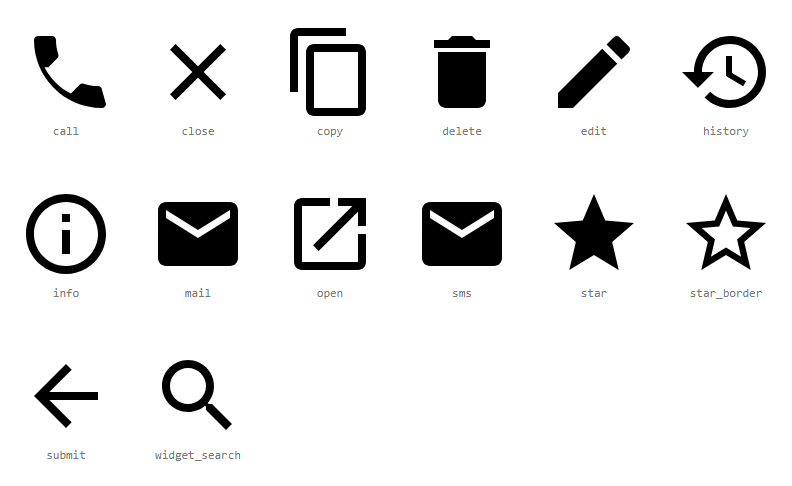 call close copy delete edit history
info mail open sms star star_border
submit widget_search